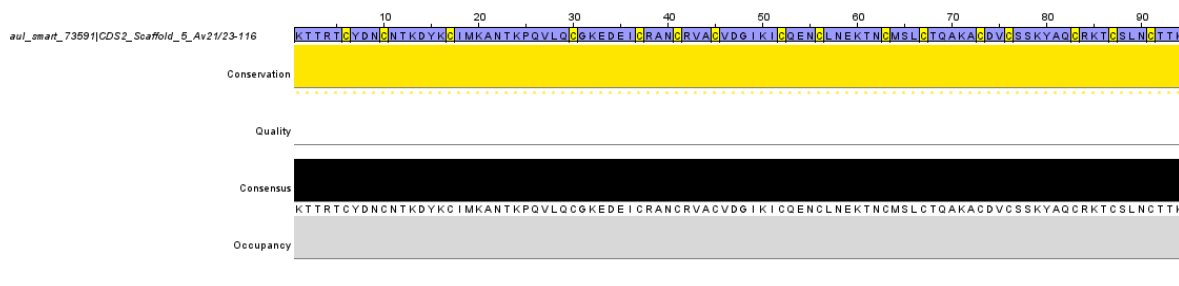 10 20 30 40 50 60 70 80 90
aul_smart_73591|CDS2_Scaffold_5_Av21/23-116 KTTRTCYDNCNTKDYKCIMKANTKPQVLQCGKEDEICRANCRVACVDGIKICQENCLNEKTNCMSLCTQAKACDVCSSKYAQCRKTCSLNCTTK
Conservation
Quality
Consensus
KTTRTCYDNCNTKDYKCIMKANTKPQVLQCGKEDEICRANCRVACVDGIKICQENCLNEKTNCMSLCTQAKACDVCSSKYAQCRKTCSLNCTTK
Occupancy